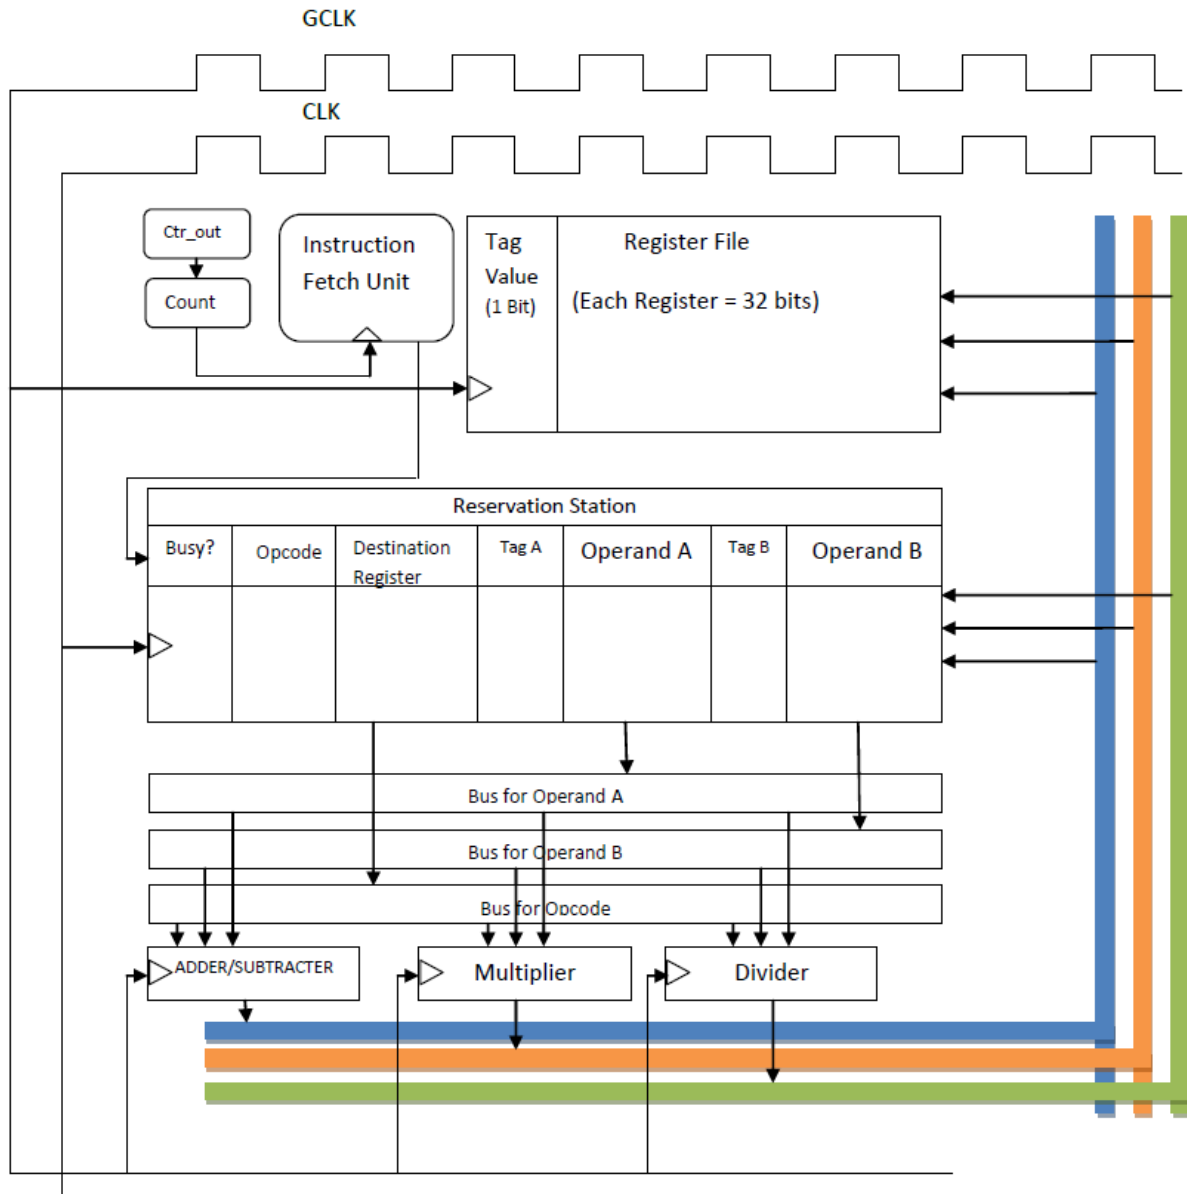 GCLK
CLK
Ctr_out
Count
Instruction
Fetch Unit
Tag
Value
(1 Bit)
Register File
(Each Register = 32 bits)
Reservation Station
Busy?
Opcode
Destination
Register
Tag A
Operand A
Tag B
Operand B
Bus for Operand A
Bus for Operand B
Bus for Opcode
ADDER/SUBTRACTER
Multiplier
Divider